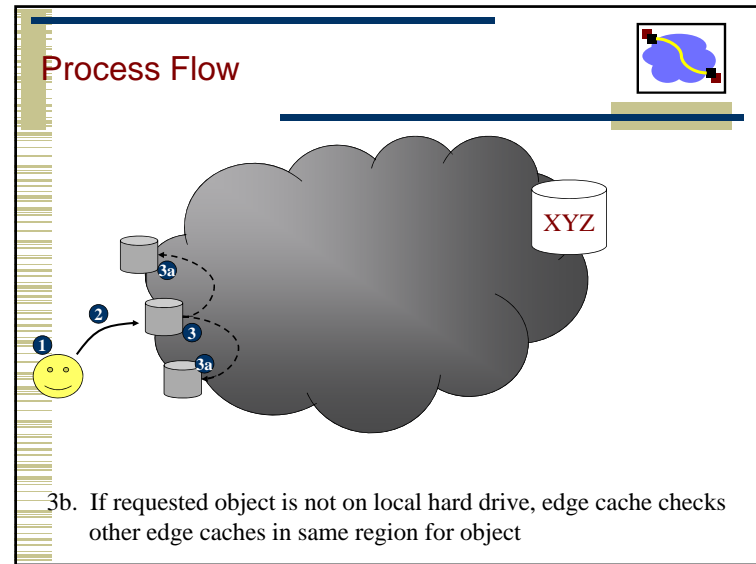 Process Flow
XYZ
3a
2
3
1
3a
3b. If requested object is not on local hard drive, edge cache checks
other edge caches in same region for object